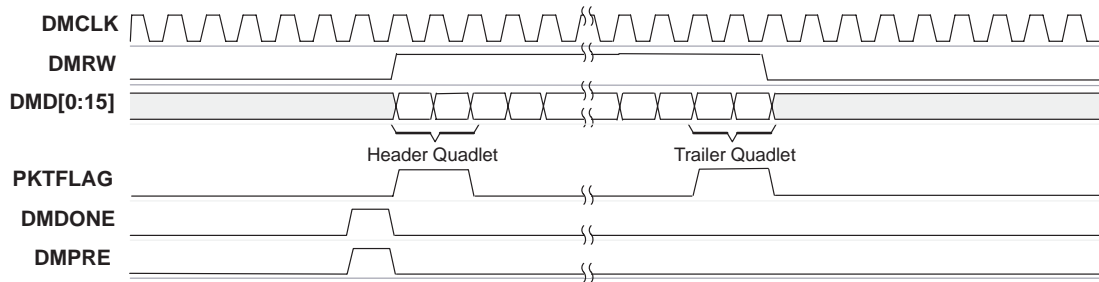 DMCLK
DMRW
DMD[0:15]
Header Quadlet
Trailer Quadlet
PKTFLAG
DMDONE
DMPRE